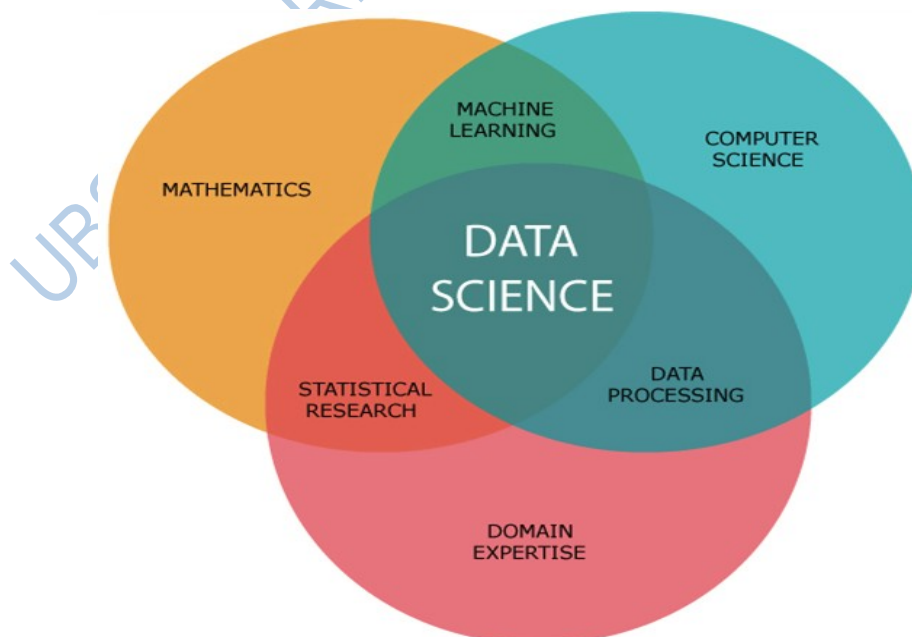 MACHINE
LEARNING
COMPUTER
SCIENCE
MATHEMATICS
DATA
SCIENCE
STATISTICAL
RESEARCH
DATA
PROCESSING
DOMAIN
EXPERTISE